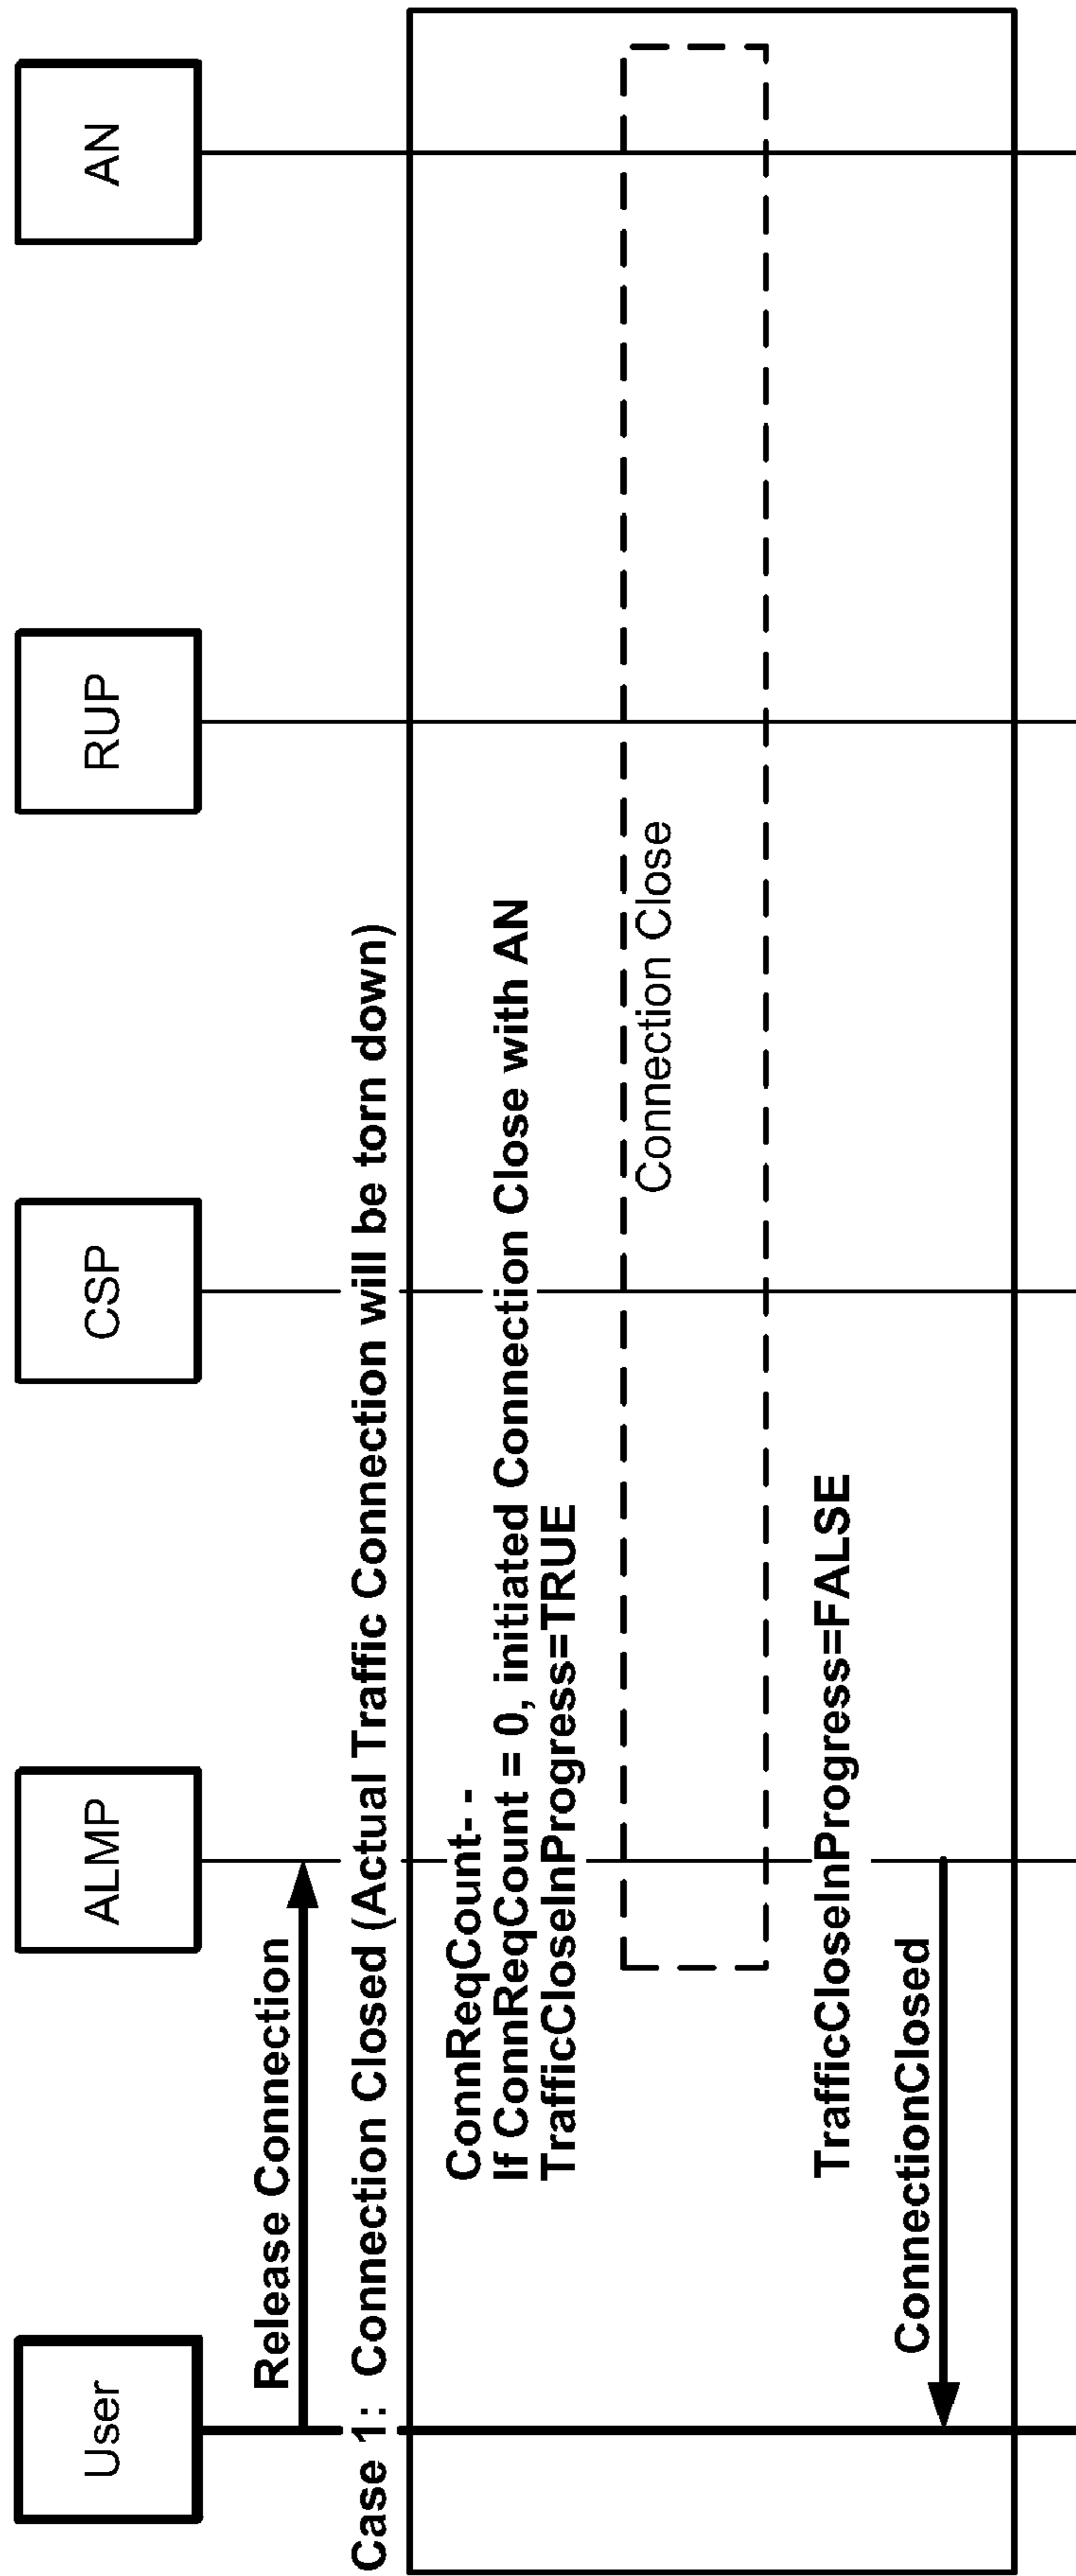 User
ALMP
CSP
RUP
AN
Release Connection
Case 1: Connection Closed (Actual Traffic Connection will be torn down)
ConnReqCount- -
If ConnReqCount = 0, initiated Connection Close with AN
TrafficCloseInProgress=TRUE
Connection Close
TrafficCloseInProgress=FALSE
ConnectionClosed